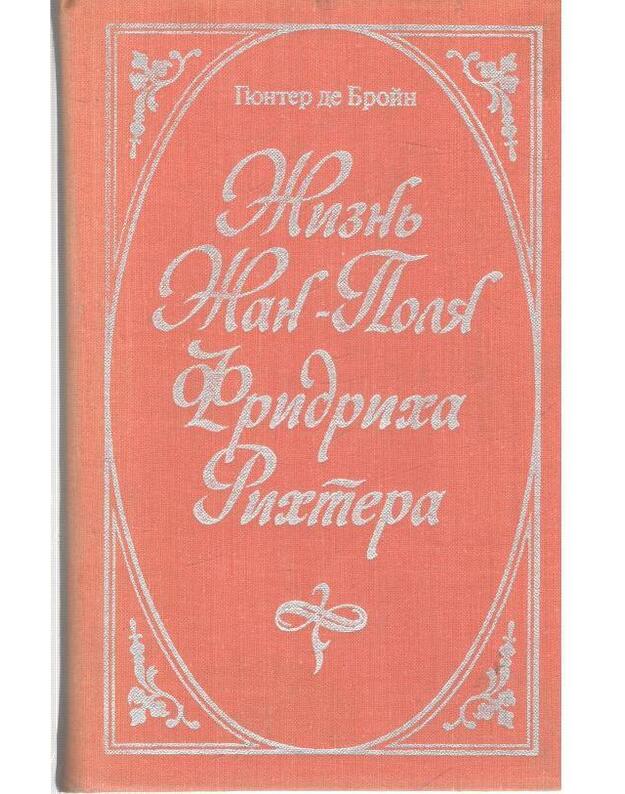 Гюнтер де Бройн
Жизнь
Жан-Поля
Фридриха
Рихтера